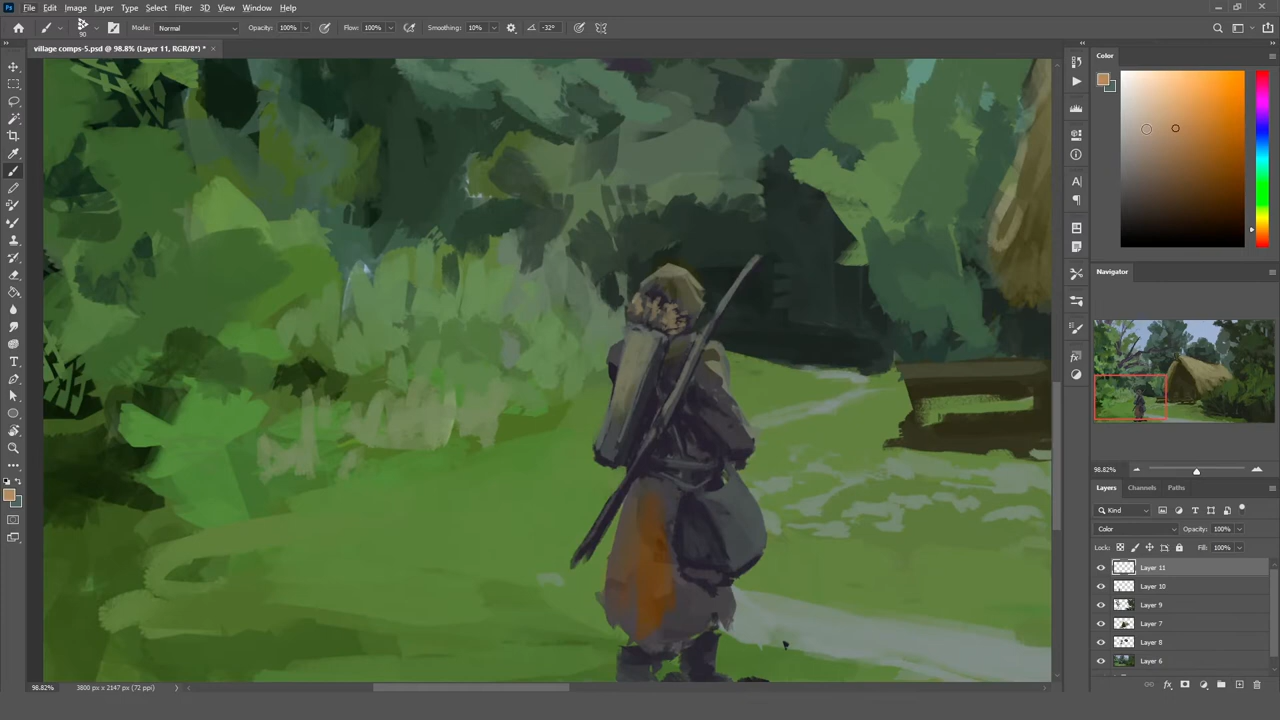 Ps File Edit Image Layer Type Select Filter 3D View Window Help
90 Mode: Normal Opacity: 100% Flow: 100% Smoothing: 10% -32°
village comps-5.psd @ 98.8% (Layer 11, RGB/8*) * ×
Color
Navigator
98.82%
Layers Channels Paths
Kind
Color Opacity: 100%
Lock: Fill: 100%
Layer 11
Layer 10
Layer 9
Layer 7
Layer 8
Layer 6
98.82% 3800 px x 2147 px (72 ppi)